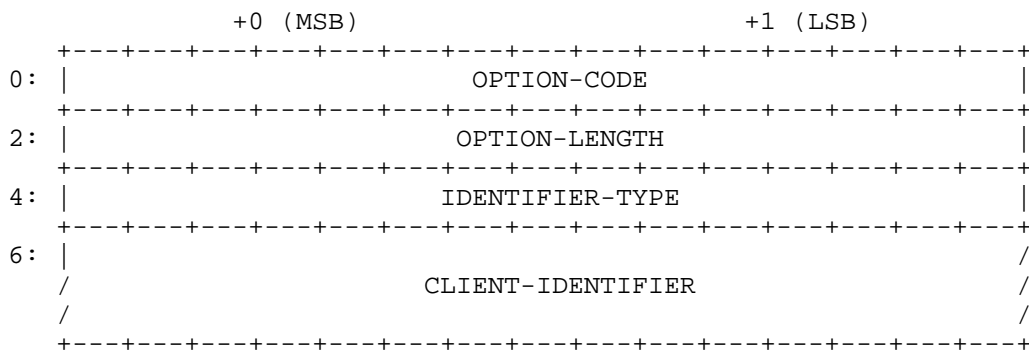 +0 (MSB) +1 (LSB)
+---+---+---+---+---+---+---+---+---+---+---+---+---+---+---+---+
0: | OPTION-CODE |
+---+---+---+---+---+---+---+---+---+---+---+---+---+---+---+---+
2: | OPTION-LENGTH |
+---+---+---+---+---+---+---+---+---+---+---+---+---+---+---+---+
4: | IDENTIFIER-TYPE |
+---+---+---+---+---+---+---+---+---+---+---+---+---+---+---+---+
6: | /
/ CLIENT-IDENTIFIER /
/ /
+---+---+---+---+---+---+---+---+---+---+---+---+---+---+---+---+